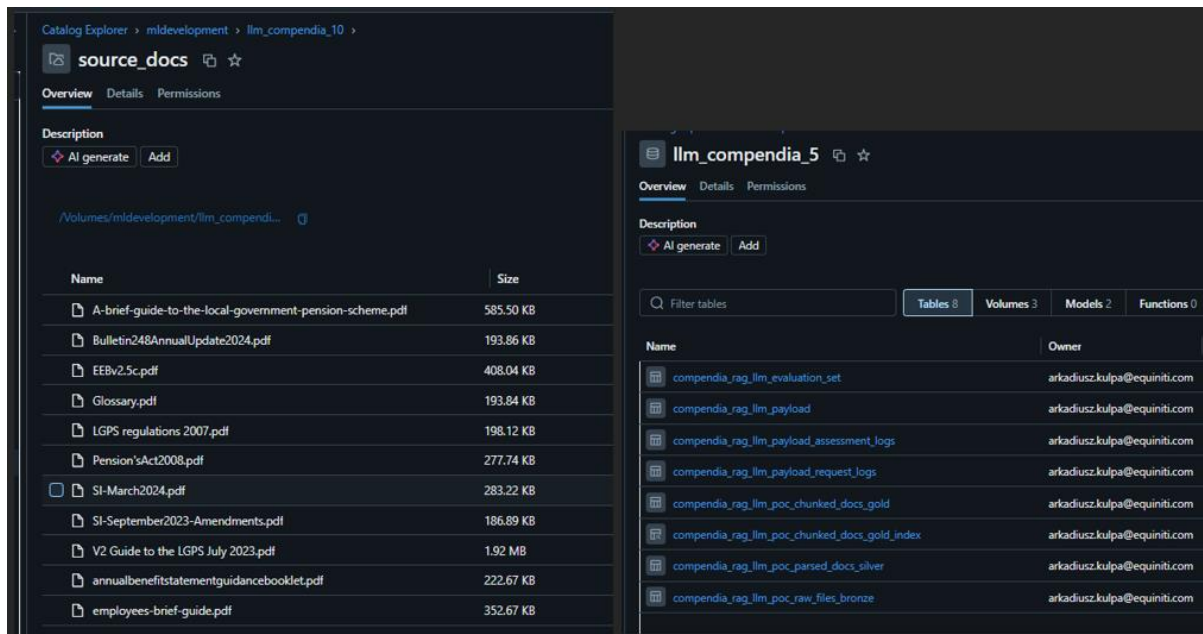 Catalog Explorer > mldevelopment > llm_compendia_10 >
source_docs
Overview Details Permissions
Description
AI generate Add
/Volumes/mldevelopment/llm_compendi...
Name Size
A-brief-guide-to-the-local-government-pension-scheme.pdf 585.50 KB
Bulletin248AnnualUpdate2024.pdf 193.86 KB
EEBv2.5c.pdf 408.04 KB
Glossary.pdf 193.84 KB
LGPS regulations 2007.pdf 198.12 KB
Pension'sAct2008.pdf 277.74 KB
SI-March2024.pdf 283.22 KB
SI-September2023-Amendments.pdf 186.89 KB
V2 Guide to the LGPS July 2023.pdf 1.92 MB
annualbenefitstatementguidancebooklet.pdf 222.67 KB
employees-brief-guide.pdf 352.67 KB
llm_compendia_5
Overview Details Permissions
Description
AI generate Add
Filter tables Tables 8 Volumes 3 Models 2 Functions 0
Name Owner
compendia_rag_llm_evaluation_set arkadiusz.kulpa@equiniti.com
compendia_rag_llm_payload arkadiusz.kulpa@equiniti.com
compendia_rag_llm_payload_assessment_logs arkadiusz.kulpa@equiniti.com
compendia_rag_llm_payload_request_logs arkadiusz.kulpa@equiniti.com
compendia_rag_llm_poc_chunked_docs_gold arkadiusz.kulpa@equiniti.com
compendia_rag_llm_poc_chunked_docs_gold_index arkadiusz.kulpa@equiniti.com
compendia_rag_llm_poc_parsed_docs_silver arkadiusz.kulpa@equiniti.com
compendia_rag_llm_poc_raw_files_bronze arkadiusz.kulpa@equiniti.com